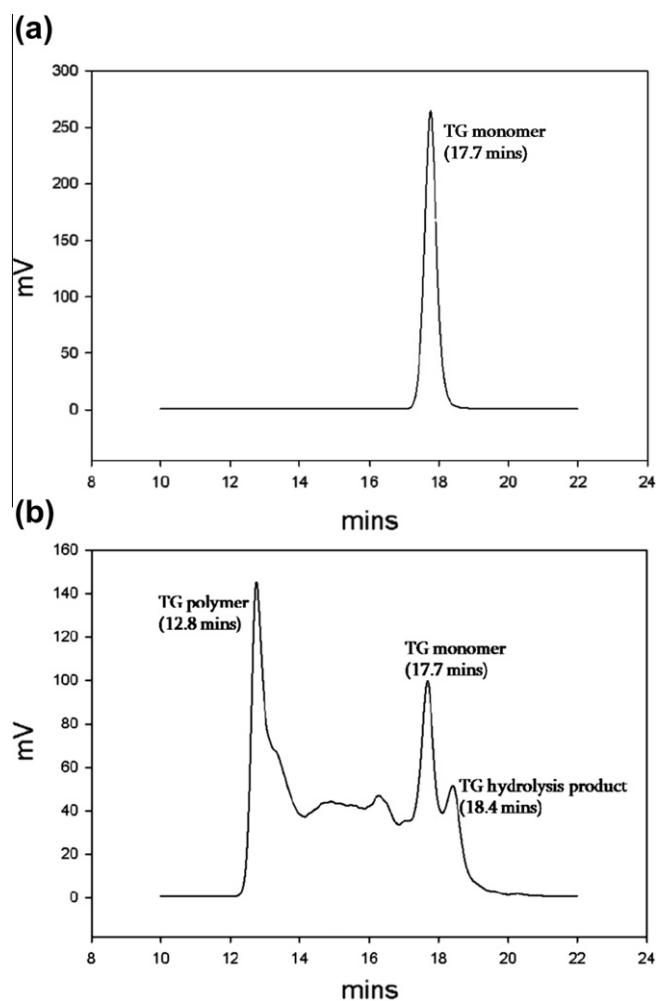 (a)
300
250
200
150
100
50
0
mV
TG monomer
(17.7 mins)
8 10 12 14 16 18 20 22 24
mins
(b)
160
140
120
100
80
60
40
20
0
mV
TG polymer
(12.8 mins)
TG monomer
(17.7 mins)
TG hydrolysis product
(18.4 mins)
8 10 12 14 16 18 20 22 24
mins